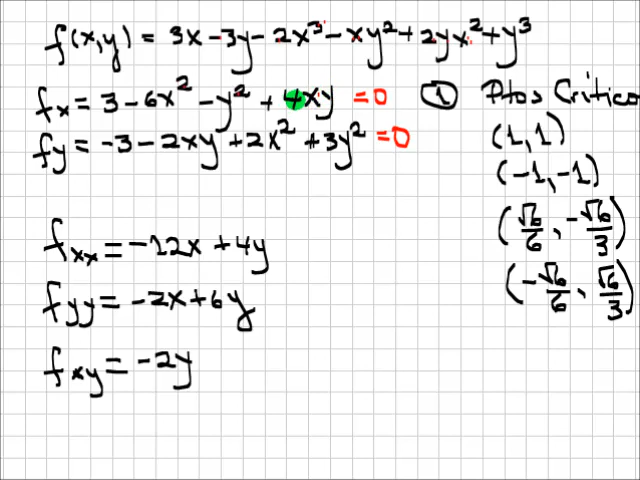 f(x,y) = 3x - 3y - 2x³ - xy² + 2yx² + y³
fx = 3 - 6x² - y² + 4xy = 0
① Ptos Crítico
fy = -3 - 2xy + 2x² + 3y² = 0
(1, 1)
(-1, -1)
(√6/6, -√6/3)
(-√6/6, √6/3)
fxx = -12x + 4y
fyy = -2x + 6y
fxy = -2y